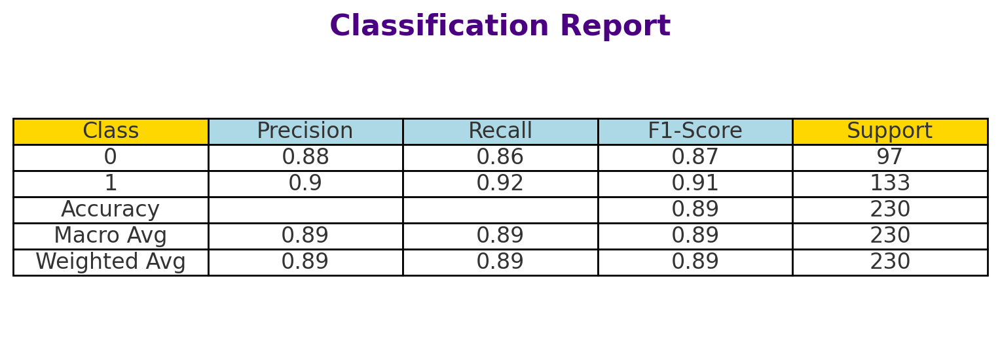 Classification Report
Class Precision Recall F1-Score Support
0 0.88 0.86 0.87 97
1 0.9 0.92 0.91 133
Accuracy 0.89 230
Macro Avg 0.89 0.89 0.89 230
Weighted Avg 0.89 0.89 0.89 230